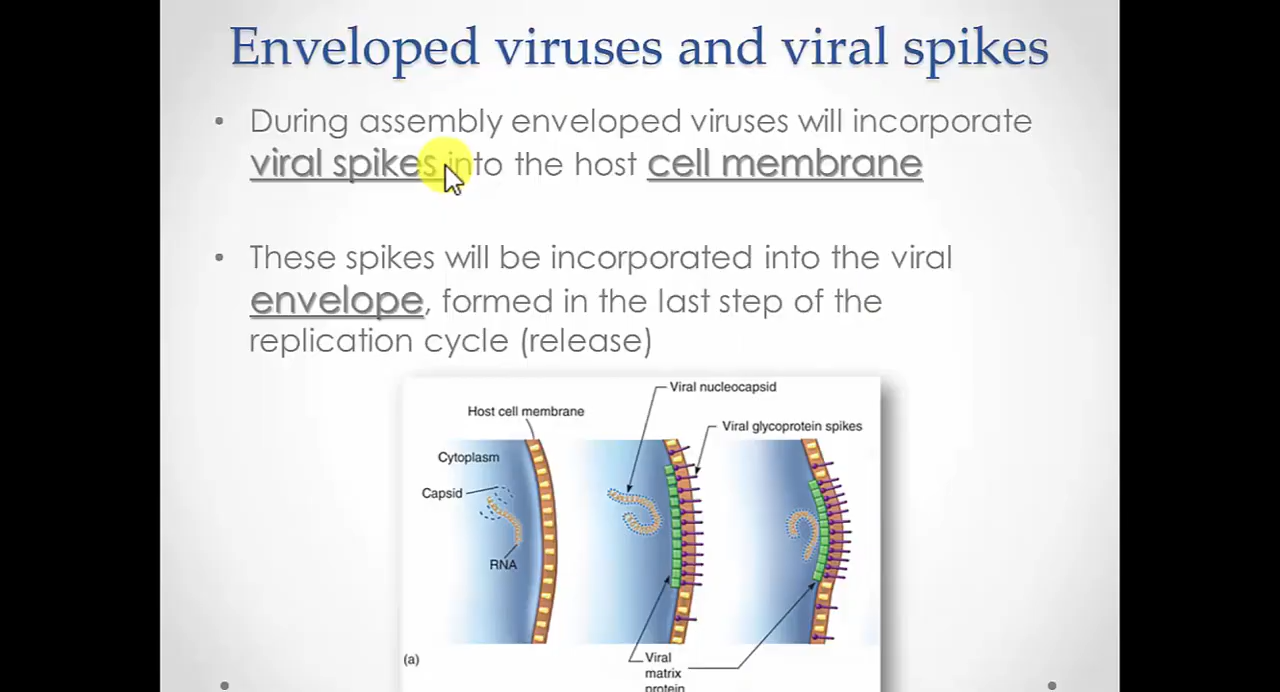 Enveloped viruses and viral spikes
• During assembly enveloped viruses will incorporate
viral spikes into the host cell membrane
• These spikes will be incorporated into the viral
envelope, formed in the last step of the
replication cycle (release)
Viral nucleocapsid
Host cell membrane
Viral glycoprotein spikes
Cytoplasm
Capsid
RNA
(a)
Viral
matrix
protein